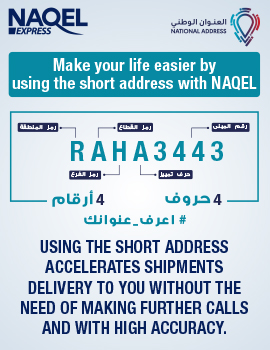 NAQEL
EXPRESS
العنوان الوطني
NATIONAL ADDRESS
Make your life easier by
using the short address with NAQEL
رمز المنطقة رمز القطاع رقم المبنى
RAHA3443
رمز الفرع حرف تمييز
4 أرقام 4 حروف
# اعرف_عنوانك
USING THE SHORT ADDRESS
ACCELERATES SHIPMENTS
DELIVERY TO YOU WITHOUT THE
NEED OF MAKING FURTHER CALLS
AND WITH HIGH ACCURACY.